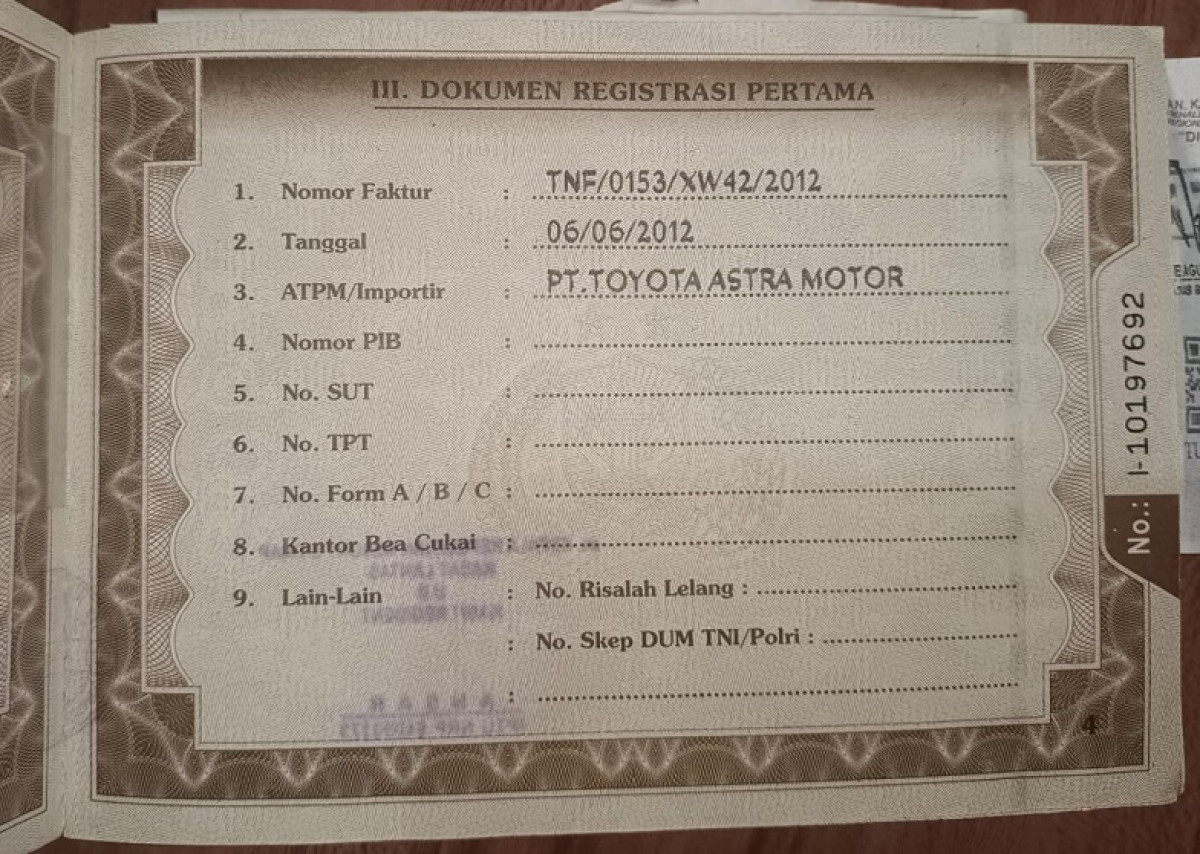 III. DOKUMEN REGISTRASI PERTAMA
1. Nomor Faktur : TNF/0153/XW42/2012
2. Tanggal : 06/06/2012
3. ATPM/Importir : PT.TOYOTA ASTRA MOTOR
4. Nomor PIB :
5. No. SUT :
6. No. TPT :
7. No. Form A / B / C :
8. Kantor Bea Cukai :
9. Lain-Lain : No. Risalah Lelang :
: No. Skep DUM TNI/Polri :
:
4
No.: I-10197692